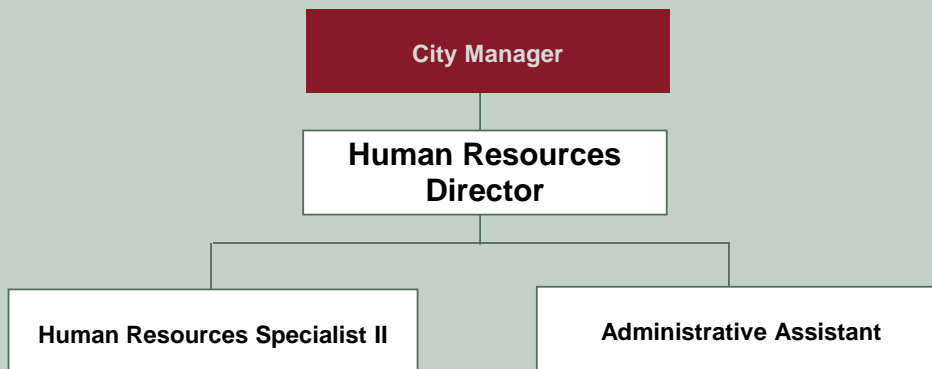 City Manager
Human Resources
Director
Human Resources Specialist II
Administrative Assistant